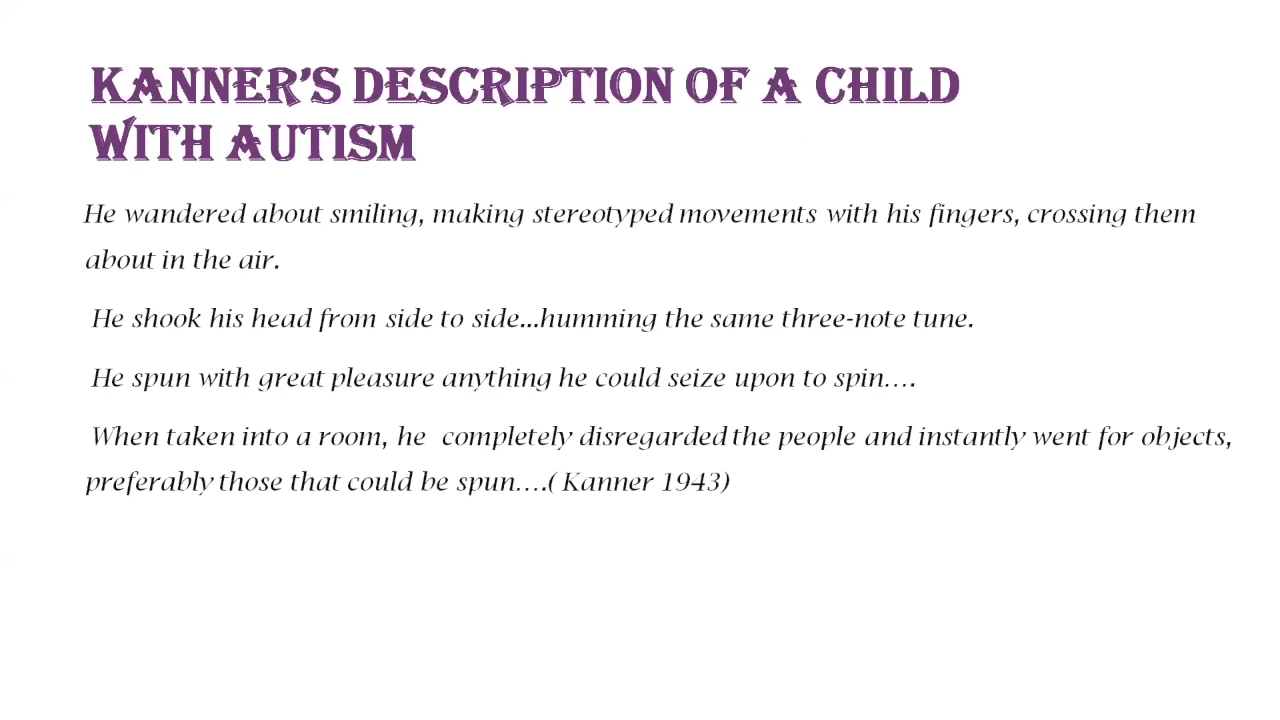 KANNER'S DESCRIPTION OF A CHILD
WITH AUTISM
He wandered about smiling, making stereotyped movements with his fingers, crossing them
about in the air.
He shook his head from side to side...humming the same three-note tune.
He spun with great pleasure anything he could seize upon to spin….
When taken into a room, he completely disregarded the people and instantly went for objects,
preferably those that could be spun….( Kanner 1943)